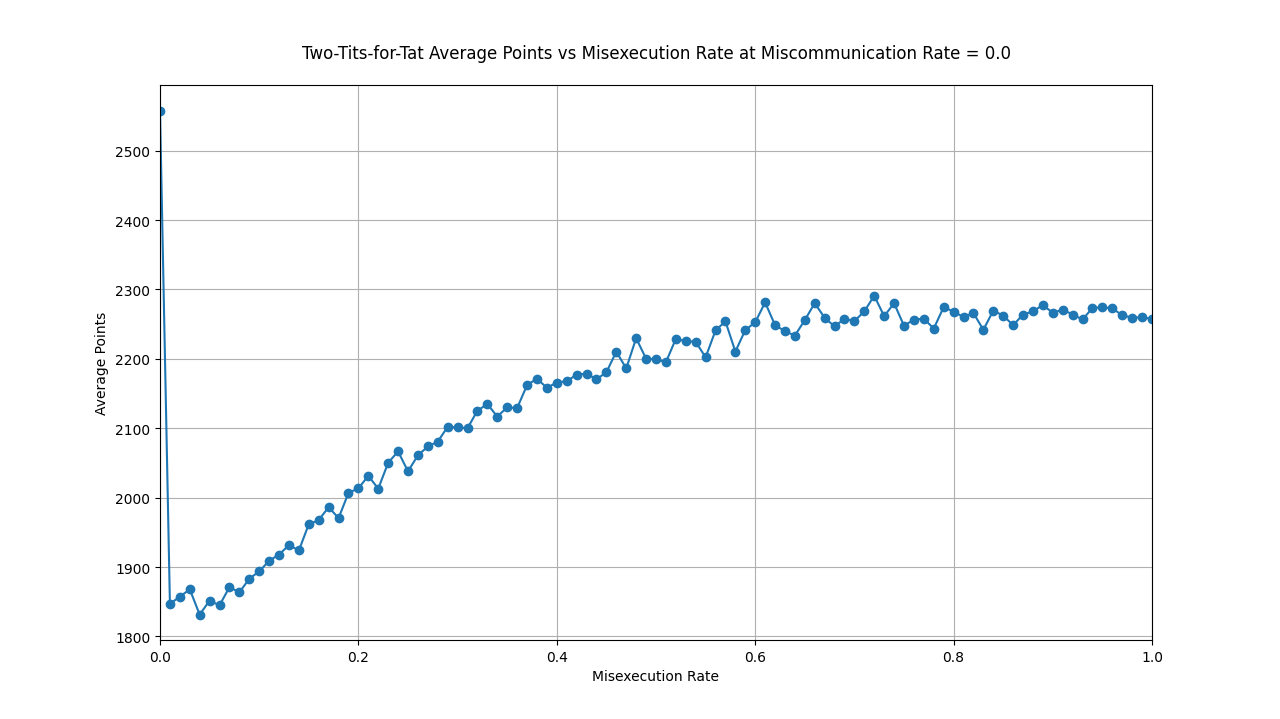 Two-Tits-for-Tat Average Points vs Misexecution Rate at Miscommunication Rate = 0.0
2500
2400
2300
2200
2100
2000
1900
1800
Average Points
0.0 0.2 0.4 0.6 0.8 1.0
Misexecution Rate